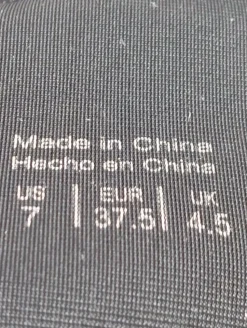 Made in China
Hecho en China
US | EUR | UK
7 | 37.5 | 4.5